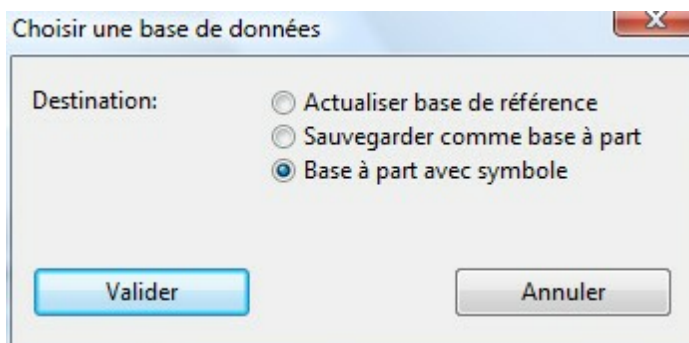 Choisir une base de données
Destination:
Actualiser base de référence
Sauvegarder comme base à part
Base à part avec symbole
Valider
Annuler